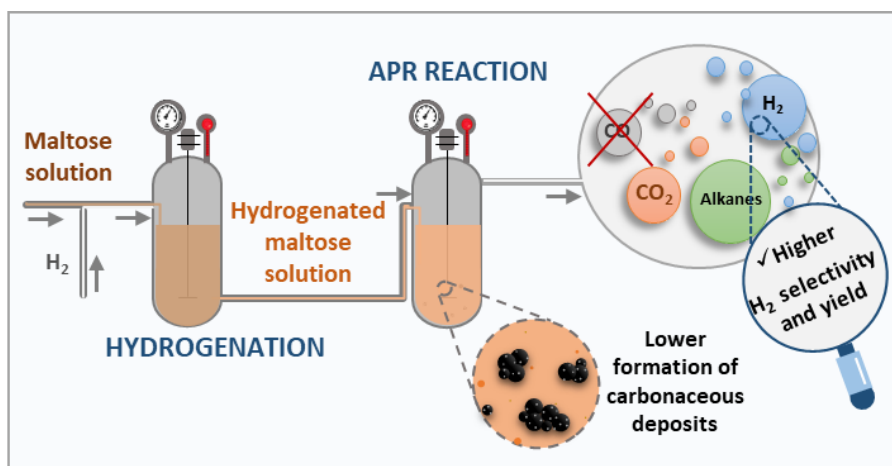 APR REACTION
Maltose
solution
H₂
Hydrogenated
maltose
solution
HYDROGENATION
CO
H₂
CO₂
Alkanes
✓Higher
H₂ selectivity
and yield
Lower
formation of
carbonaceous
deposits